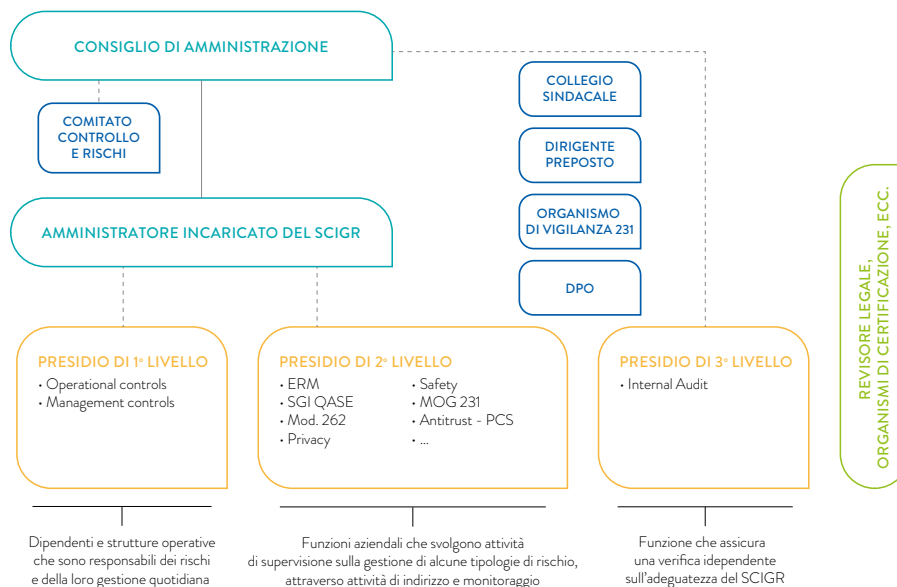 CONSIGLIO DI AMMINISTRAZIONE
COMITATO
CONTROLLO
E RISCHI
COLLEGIO
SINDACALE
DIRIGENTE
PREPOSTO
ORGANISMO
DI VIGILANZA 231
DPO
AMMINISTRATORE INCARICATO DEL SCIGR
PRESIDIO DI 1° LIVELLO
• Operational controls
• Management controls
PRESIDIO DI 2° LIVELLO
• ERM
• SGI QASE
• Mod. 262
• Privacy
• Safety
• MOG 231
• Antitrust - PCS
• ...
PRESIDIO DI 3° LIVELLO
• Internal Audit
REVISORE LEGALE,
ORGANISMI DI CERTIFICAZIONE, ECC.
Dipendenti e strutture operative
che sono responsabili dei rischi
e della loro gestione quotidiana
Funzioni aziendali che svolgono attività
di supervisione sulla gestione di alcune tipologie di rischio,
attraverso attività di indirizzo e monitoraggio
Funzione che assicura
una verifica idependente
sull'adeguatezza del SCIGR